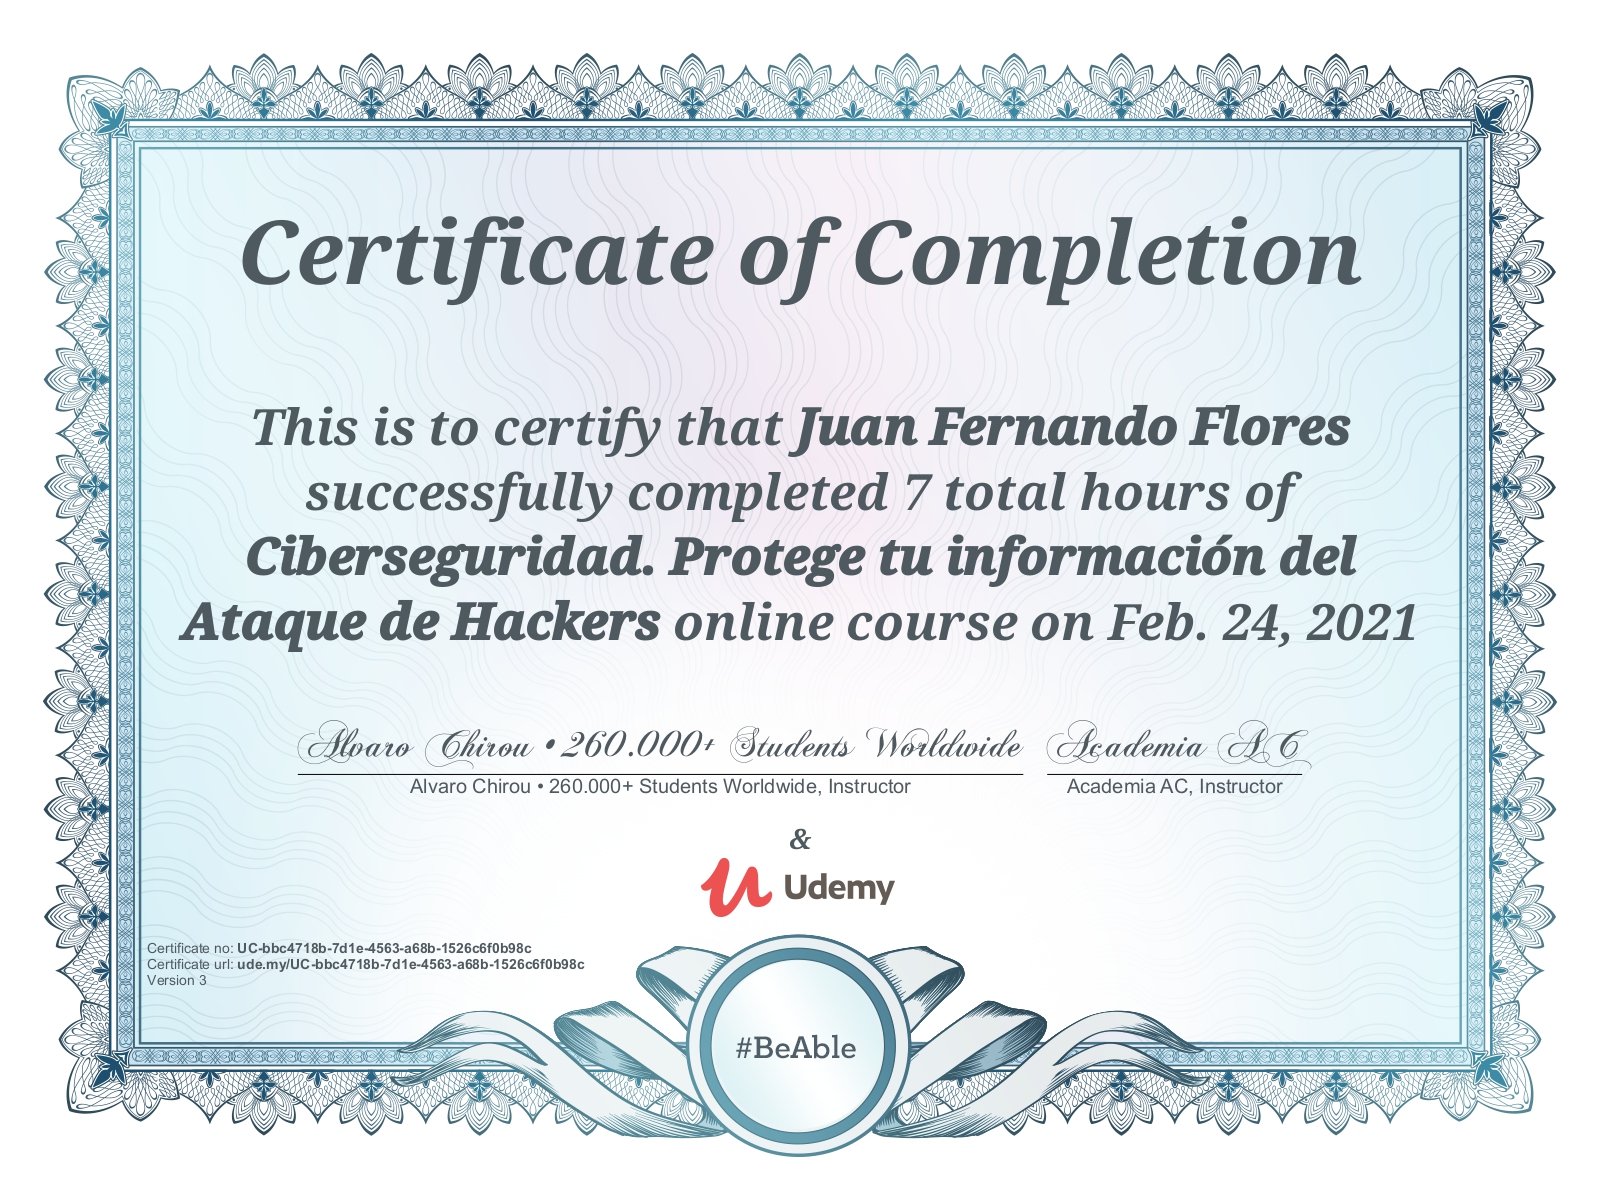 Certificate of Completion
This is to certify that Juan Fernando Flores
successfully completed 7 total hours of
Ciberseguridad. Protege tu información del
Ataque de Hackers online course on Feb. 24, 2021
Alvaro Chirou • 260.000+ Students Worldwide Academia AC
Alvaro Chirou • 260.000+ Students Worldwide, Instructor Academia AC, Instructor
&
Udemy
Certificate no: UC-bbc4718b-7d1e-4563-a68b-1526c6f0b98c
Certificate url: ude.my/UC-bbc4718b-7d1e-4563-a68b-1526c6f0b98c
Version 3
#BeAble